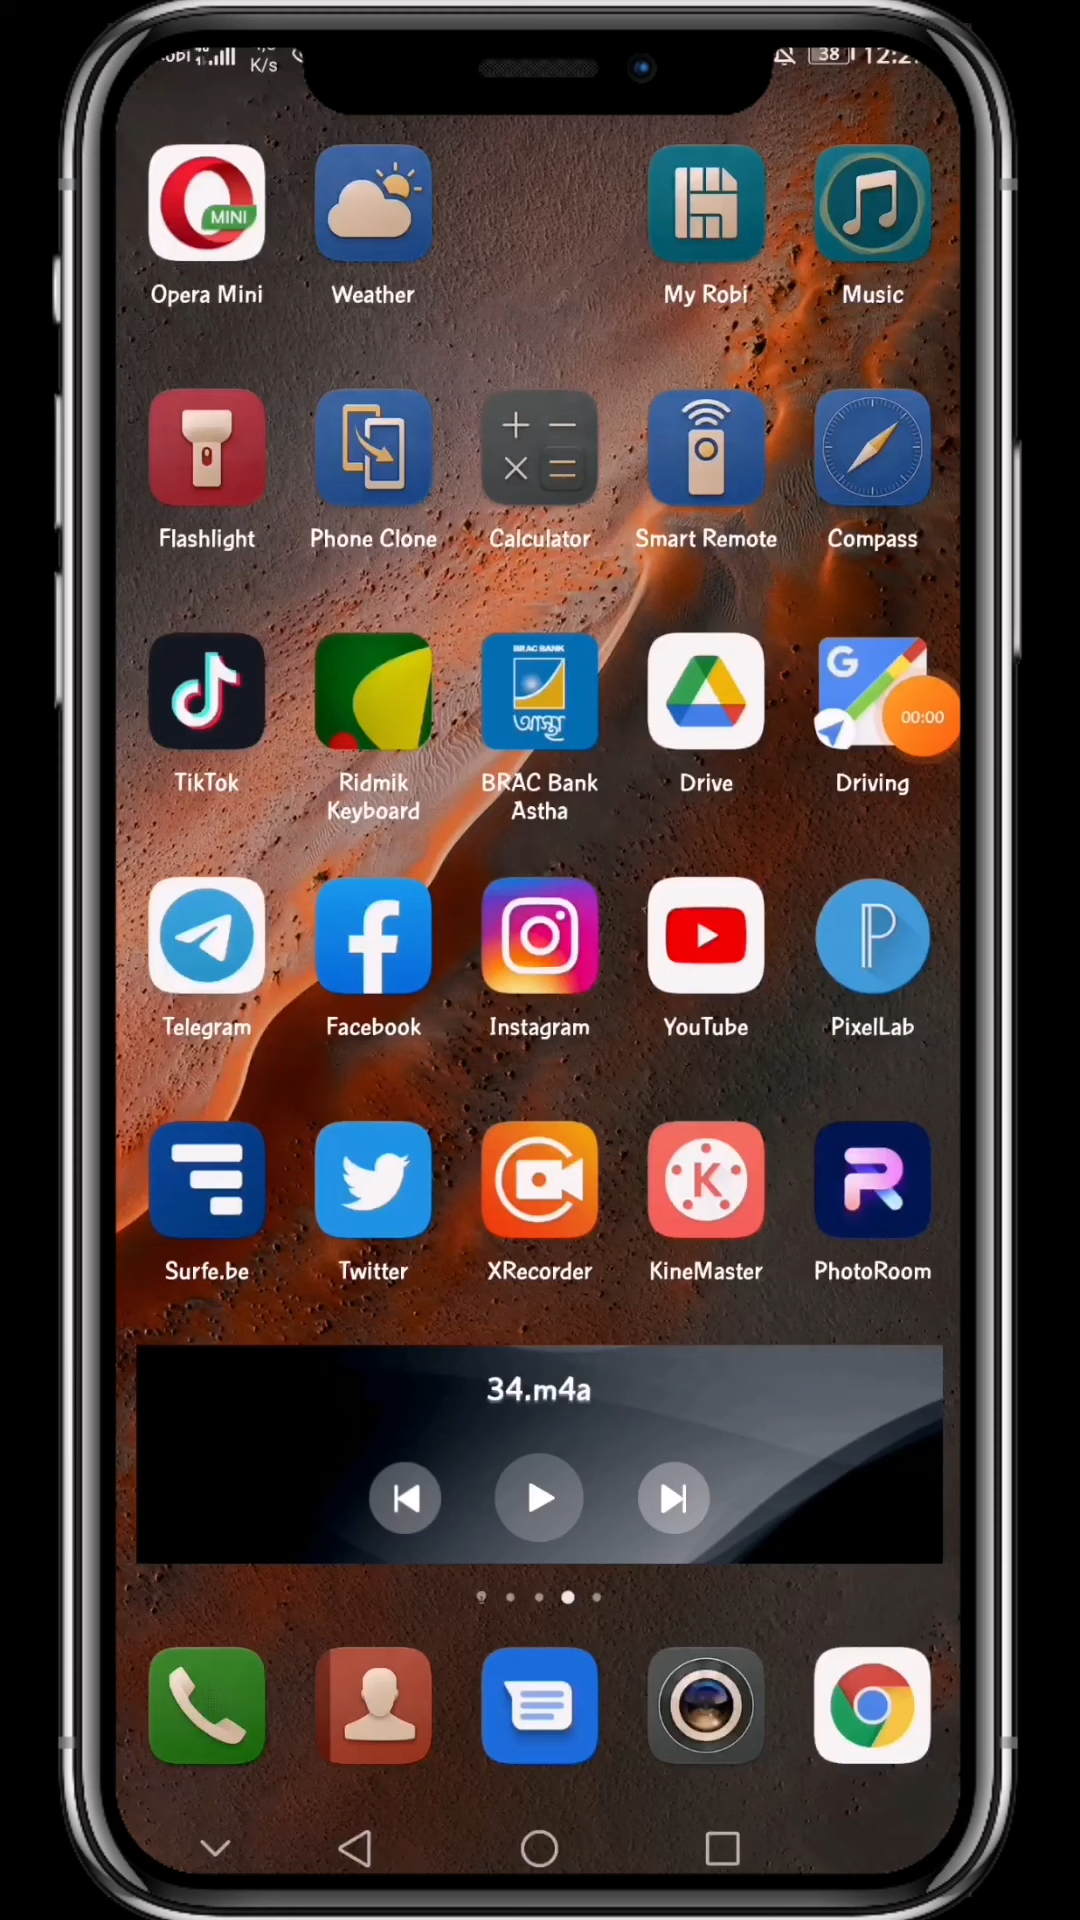 K/s
38
MINI
Opera Mini
Weather
My Robi
Music
Flashlight
Phone Clone
Calculator
Smart Remote
Compass
BRAC BANK
আস্থা
G
00:00
TikTok
Ridmik
Keyboard
BRAC Bank
Astha
Drive
Driving
Telegram
Facebook
Instagram
YouTube
PixelLab
K
Surfe.be
Twitter
XRecorder
KineMaster
PhotoRoom
34.m4a